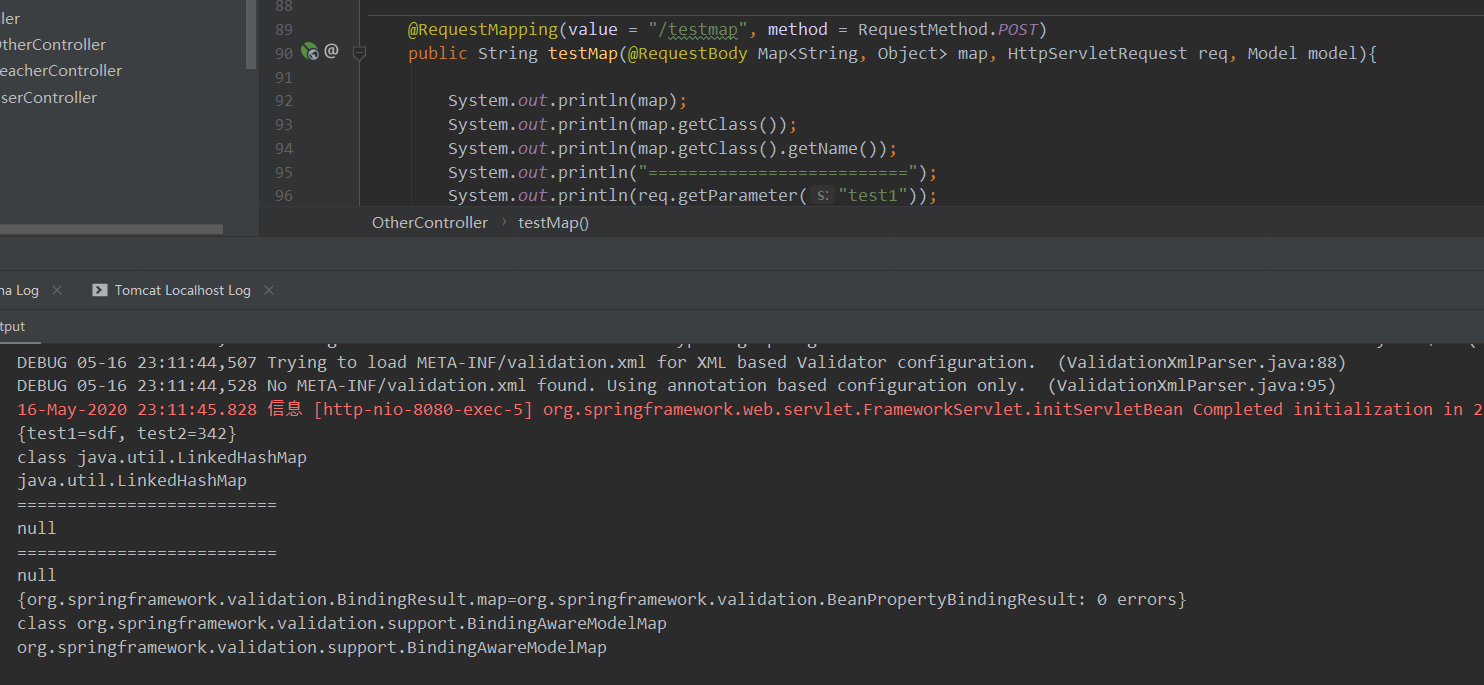 ler
OtherController
eacherController
serController
88
89 @RequestMapping(value = "/testmap", method = RequestMethod.POST)
90 @ public String testMap(@RequestBody Map<String, Object> map, HttpServletRequest req, Model model){
91
92 System.out.println(map);
93 System.out.println(map.getClass());
94 System.out.println(map.getClass().getName());
95 System.out.println("==========================");
96 System.out.println(req.getParameter( s: "test1"));
OtherController › testMap()
na Log × Tomcat Localhost Log ×
tput
DEBUG 05-16 23:11:44,507 Trying to load META-INF/validation.xml for XML based Validator configuration. (ValidationXmlParser.java:88)
DEBUG 05-16 23:11:44,528 No META-INF/validation.xml found. Using annotation based configuration only. (ValidationXmlParser.java:95)
16-May-2020 23:11:45.828 信息 [http-nio-8080-exec-5] org.springframework.web.servlet.FrameworkServlet.initServletBean Completed initialization in 2
{test1=sdf, test2=342}
class java.util.LinkedHashMap
java.util.LinkedHashMap
==========================
null
==========================
null
{org.springframework.validation.BindingResult.map=org.springframework.validation.BeanPropertyBindingResult: 0 errors}
class org.springframework.validation.support.BindingAwareModelMap
org.springframework.validation.support.BindingAwareModelMap